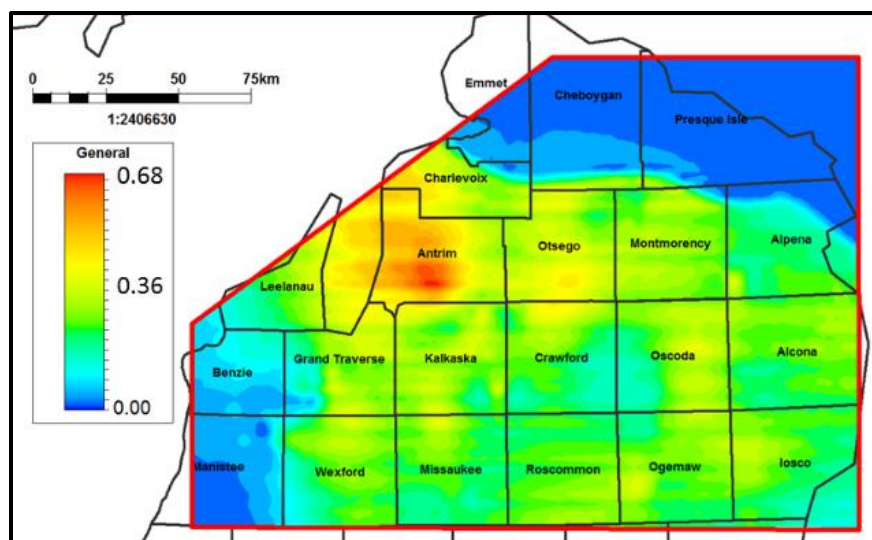 Emmet
Cheboygan
Presque Isle
0 25 50 75km
1:2406630
General
0.68
0.36
0.00
Charlevoix
Antrim
Otsego
Montmorency
Alpena
Leelanau
Benzie
Grand Traverse
Kalkaska
Crawford
Oscoda
Alcona
Manistee
Wexford
Missaukee
Roscommon
Ogemaw
Iosco